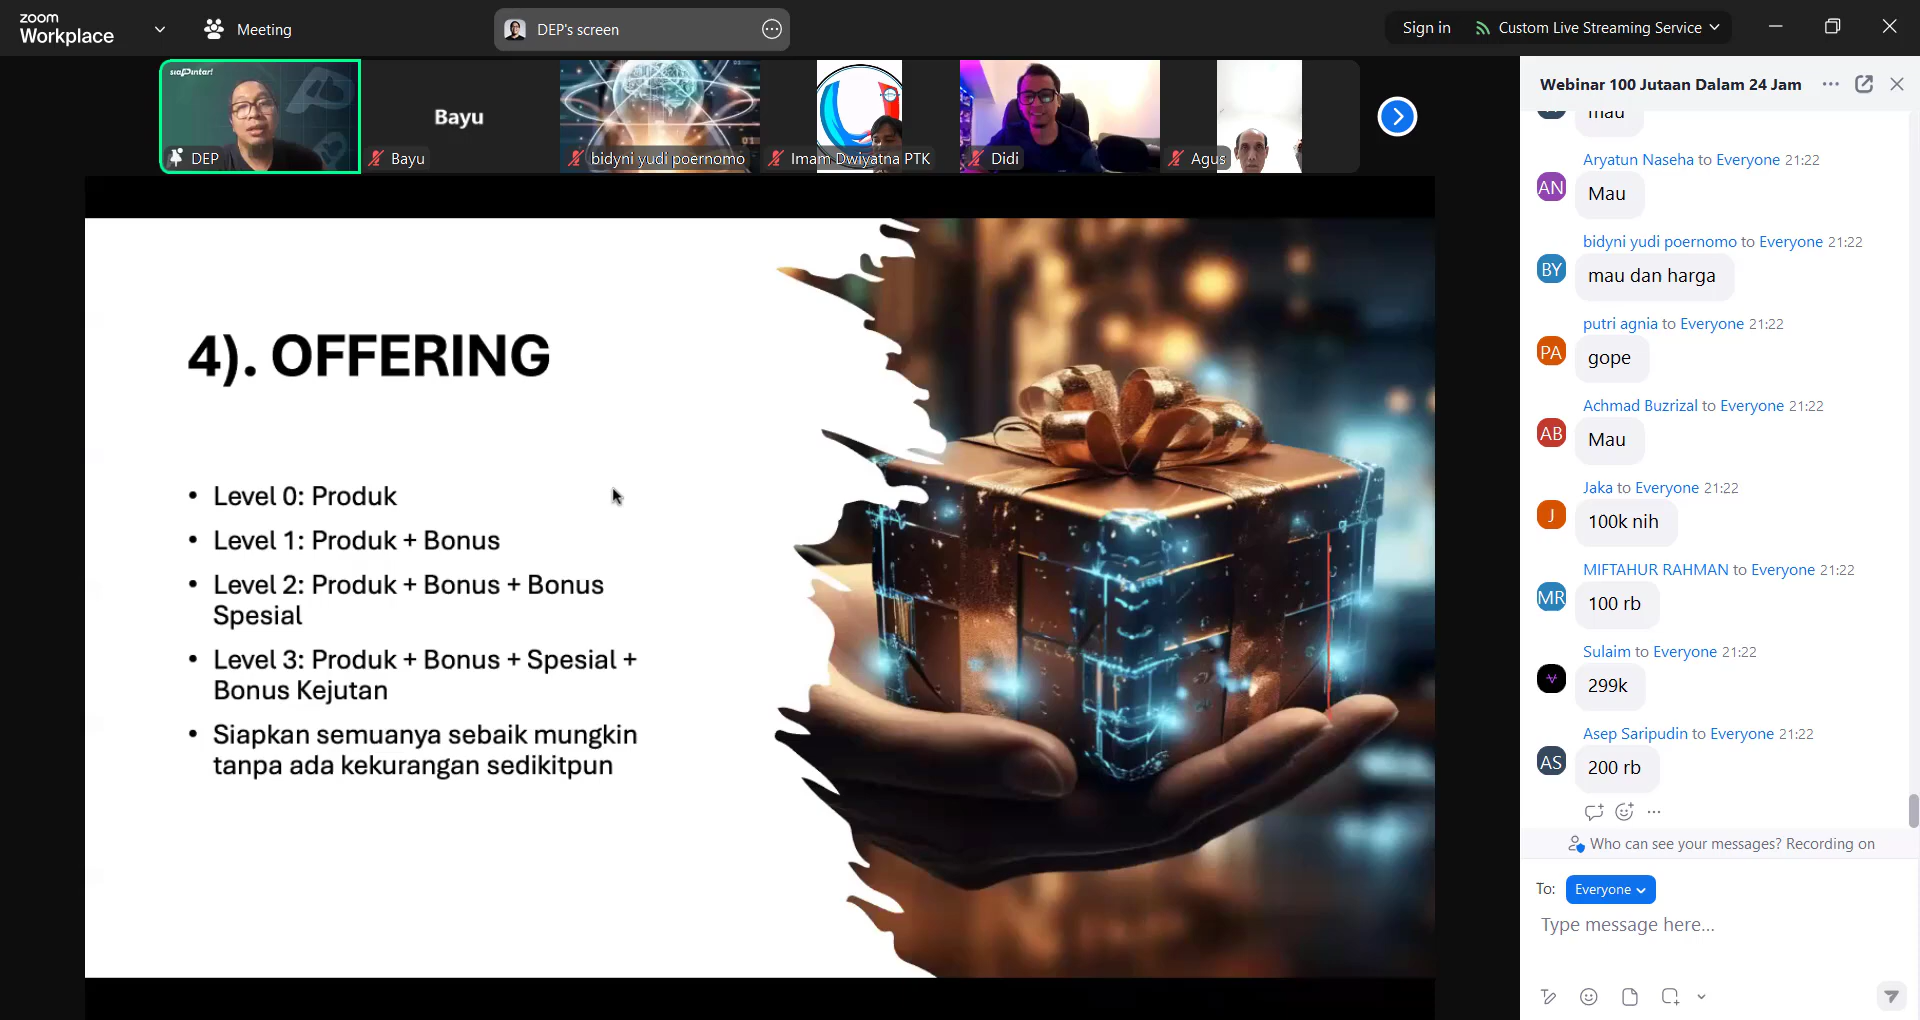 zoom
Workplace
Meeting
DEP's screen
Sign in
Custom Live Streaming Service
siapintar!
DEP
Bayu
Bayu
bidyni yudi poernomo
Imam Dwiyatna PTK
Didi
Agus
4). OFFERING
• Level 0: Produk
• Level 1: Produk + Bonus
• Level 2: Produk + Bonus + Bonus
Spesial
• Level 3: Produk + Bonus + Spesial +
Bonus Kejutan
• Siapkan semuanya sebaik mungkin
tanpa ada kekurangan sedikitpun
Webinar 100 Jutaan Dalam 24 Jam
mau
Aryatun Naseha to Everyone 21:22
AN
Mau
bidyni yudi poernomo to Everyone 21:22
BY
mau dan harga
putri agnia to Everyone 21:22
PA
gope
Achmad Buzrizal to Everyone 21:22
AB
Mau
Jaka to Everyone 21:22
J
100k nih
MIFTAHUR RAHMAN to Everyone 21:22
MR
100 rb
Sulaim to Everyone 21:22
299k
Asep Saripudin to Everyone 21:22
AS
200 rb
Who can see your messages? Recording on
To: Everyone
Type message here...